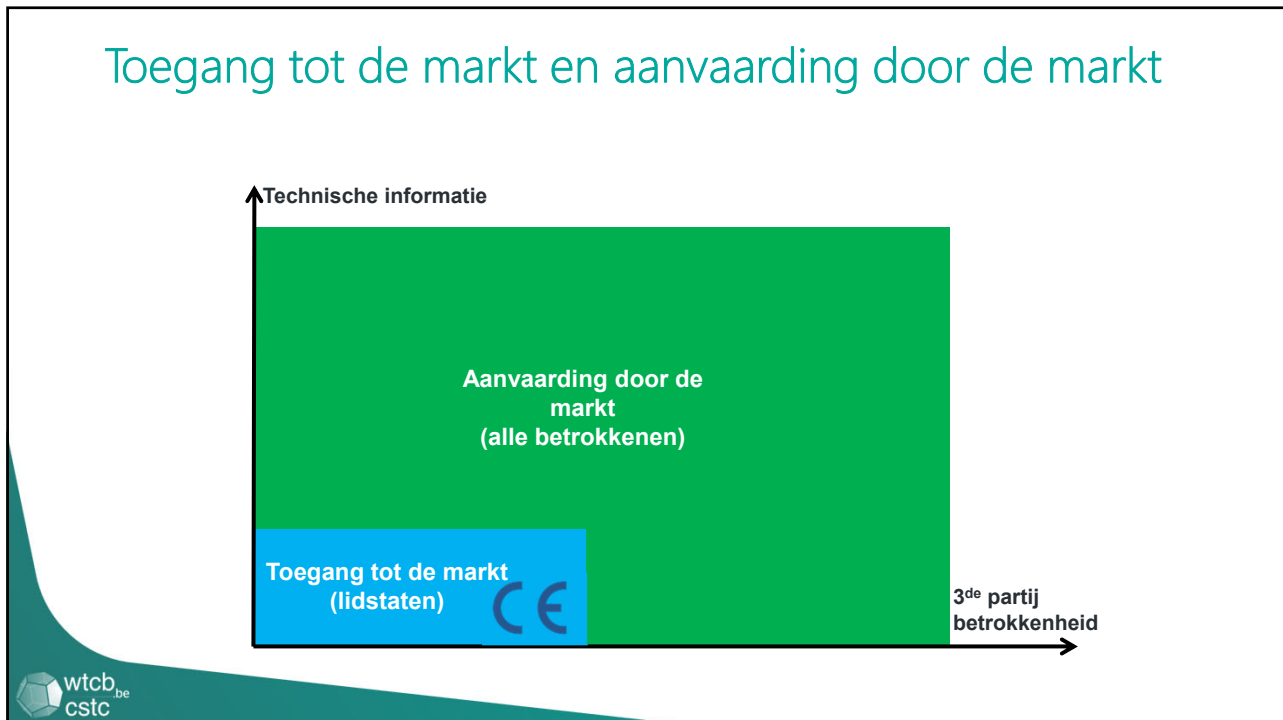 Toegang tot de markt en aanvaarding door de markt
Technische informatie
Aanvaarding door de
markt
(alle betrokkenen)
Toegang tot de markt
(lidstaten)
CE
3de partij
betrokkenheid
wtcb.be
cstc